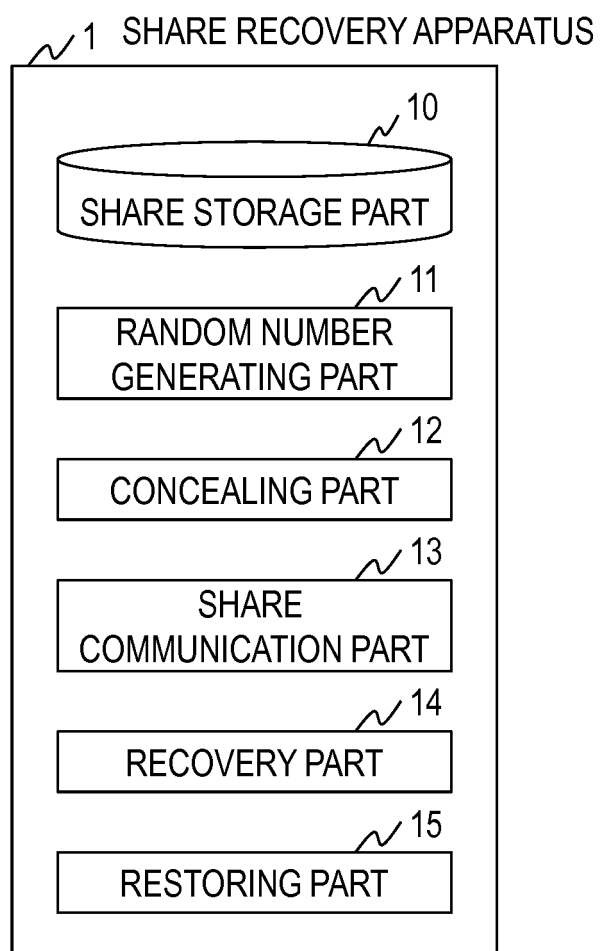 1 SHARE RECOVERY APPARATUS
10
SHARE STORAGE PART
11
RANDOM NUMBER
GENERATING PART
12
CONCEALING PART
13
SHARE
COMMUNICATION PART
14
RECOVERY PART
15
RESTORING PART